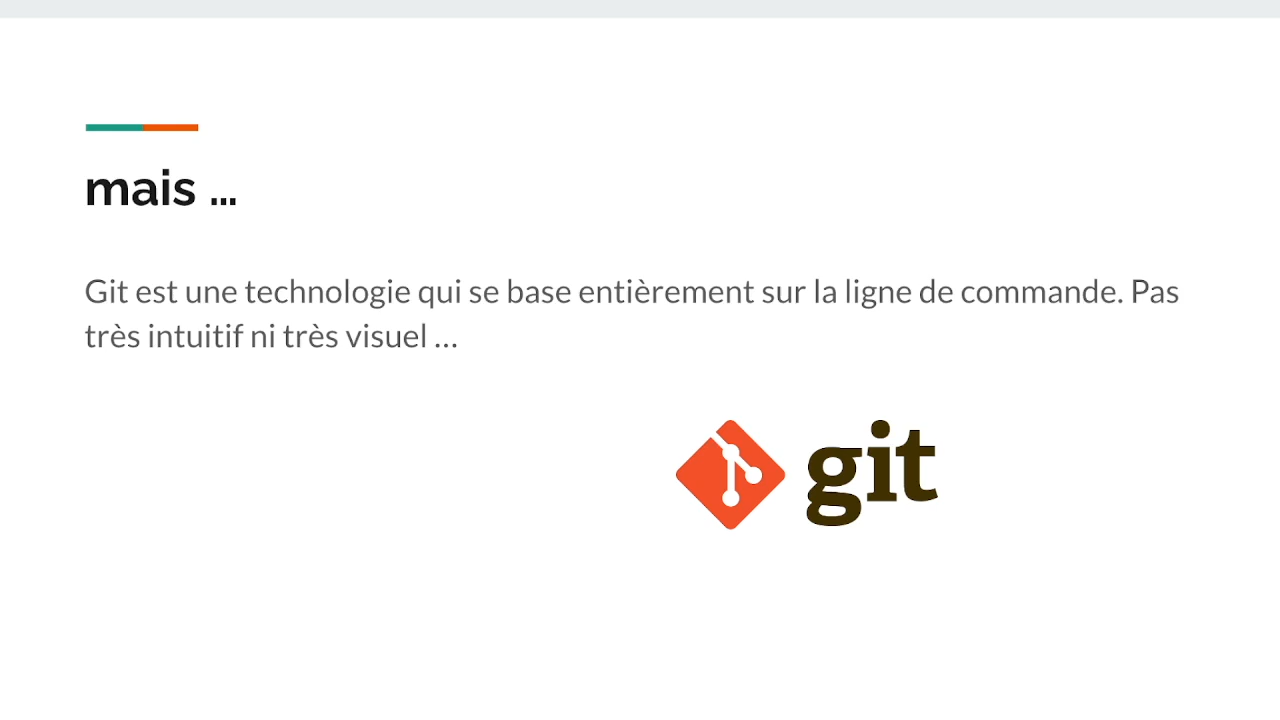 mais ...
Git est une technologie qui se base entièrement sur la ligne de commande. Pas
très intuitif ni très visuel ...
git